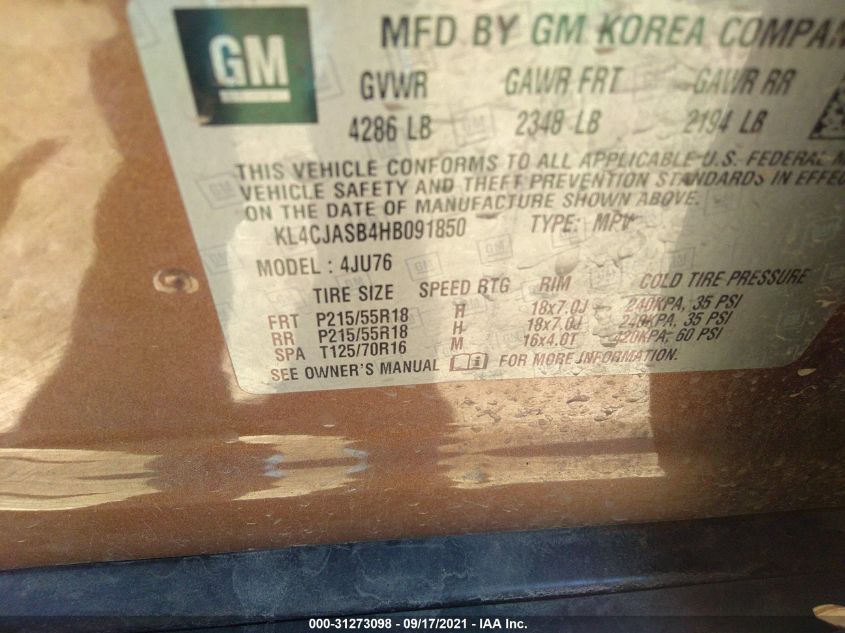 GM
MFD BY GM KOREA COMPAN
GVWR GAWR FRT GAWR RR
4286 LB 2348 LB 2194 LB
THIS VEHICLE CONFORMS TO ALL APPLICABLE U.S. FEDERAL M
VEHICLE SAFETY AND THEFT PREVENTION STANDARDS IN EFFEC
ON THE DATE OF MANUFACTURE SHOWN ABOVE.
KL4CJASB4HB091850 TYPE: MPV
MODEL : 4JU76
TIRE SIZE SPEED RTG RIM COLD TIRE PRESSURE
FRT P215/55R18 H 18x7.0J 240KPA, 35 PSI
RR P215/55R18 H 18x7.0J 240KPA, 35 PSI
SPA T125/70R16 M 16x4.0T 420KPA, 60 PSI
SEE OWNER'S MANUAL FOR MORE INFORMATION.
000-31273098 - 09/17/2021 - IAA Inc.